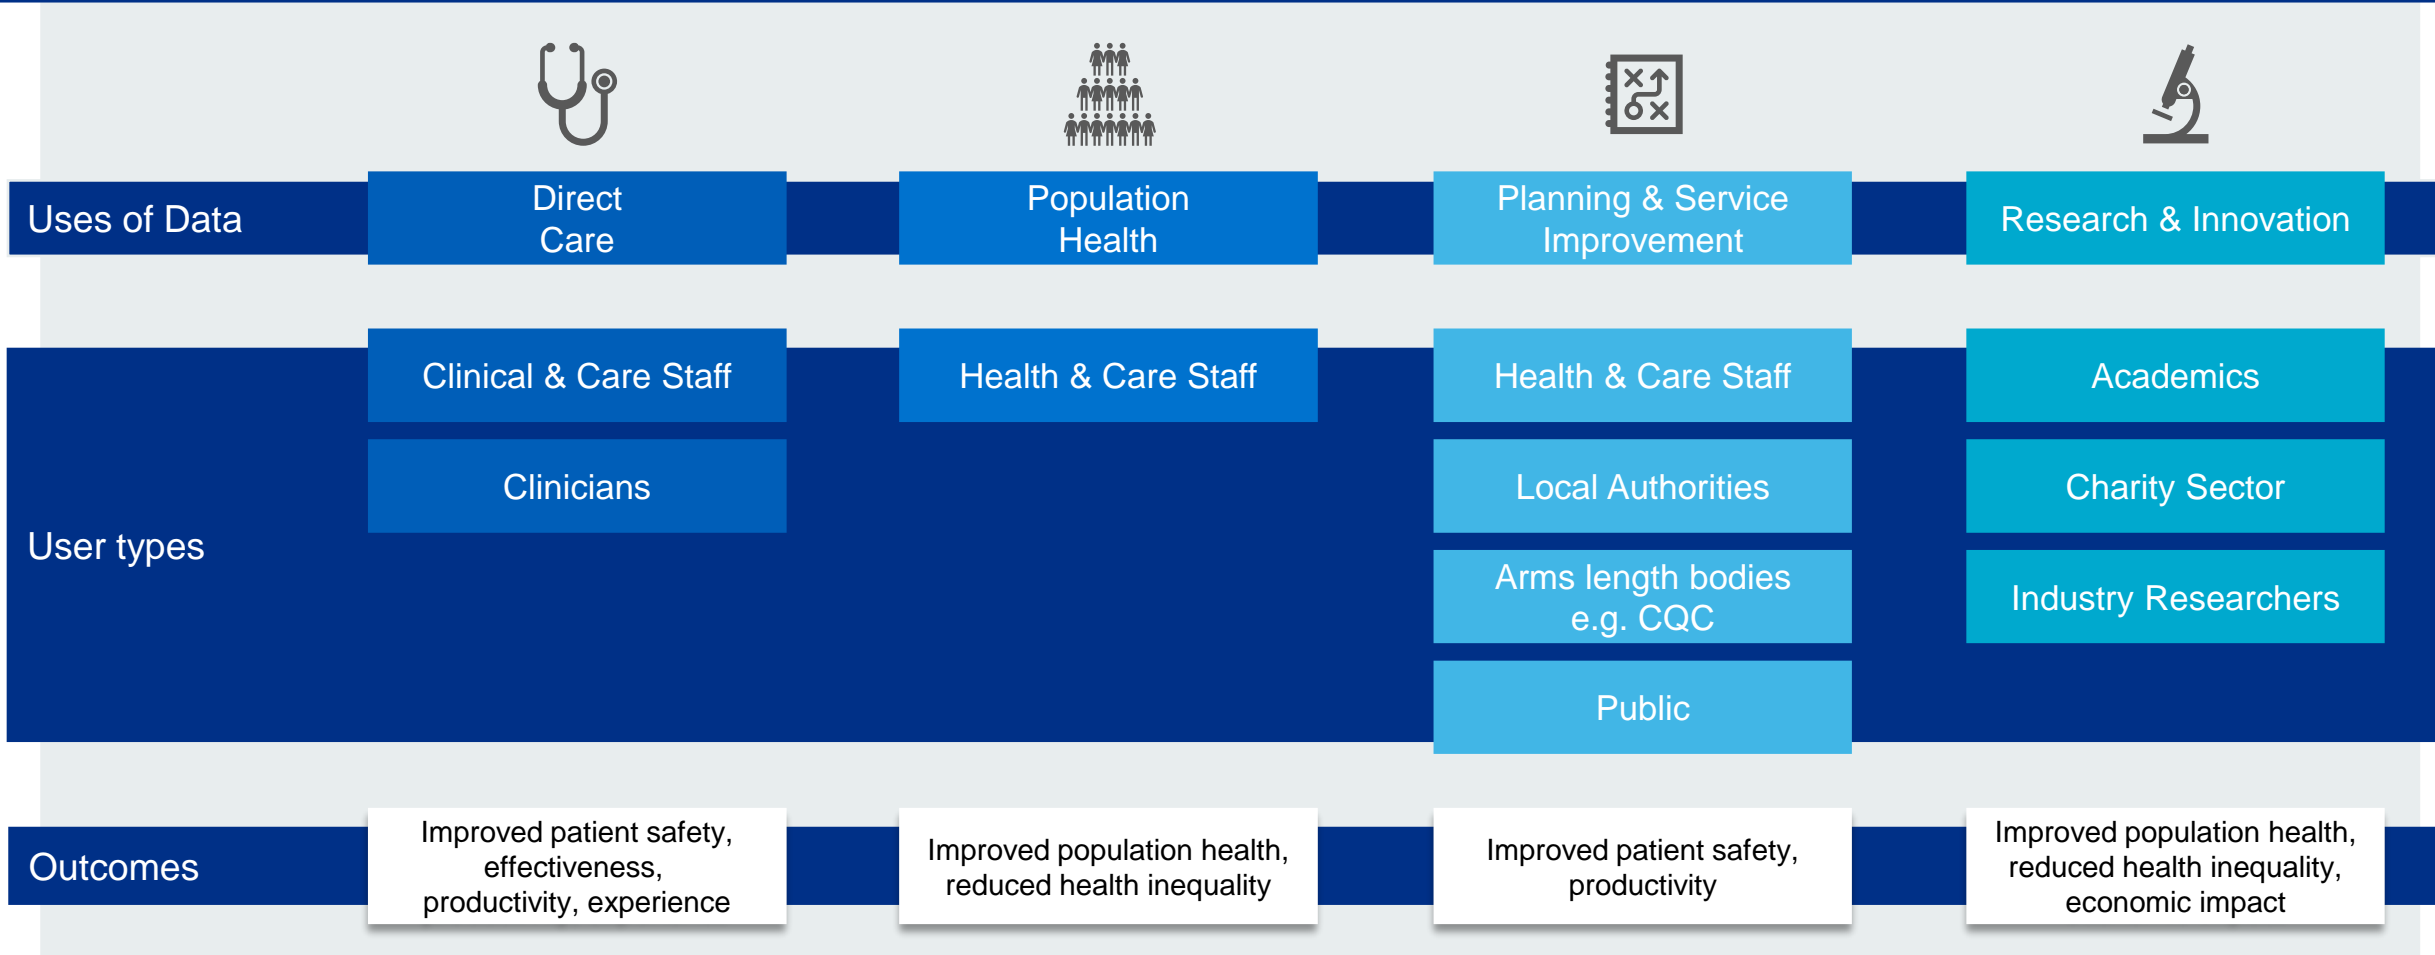 Uses of Data
Direct
Care
Population
Health
Planning & Service
Improvement
Research & Innovation
User types
Clinical & Care Staff
Clinicians
Health & Care Staff
Health & Care Staff
Local Authorities
Arms length bodies
e.g. CQC
Public
Academics
Charity Sector
Industry Researchers
Outcomes
Improved patient safety,
effectiveness,
productivity, experience
Improved population health,
reduced health inequality
Improved patient safety,
productivity
Improved population health,
reduced health inequality,
economic impact